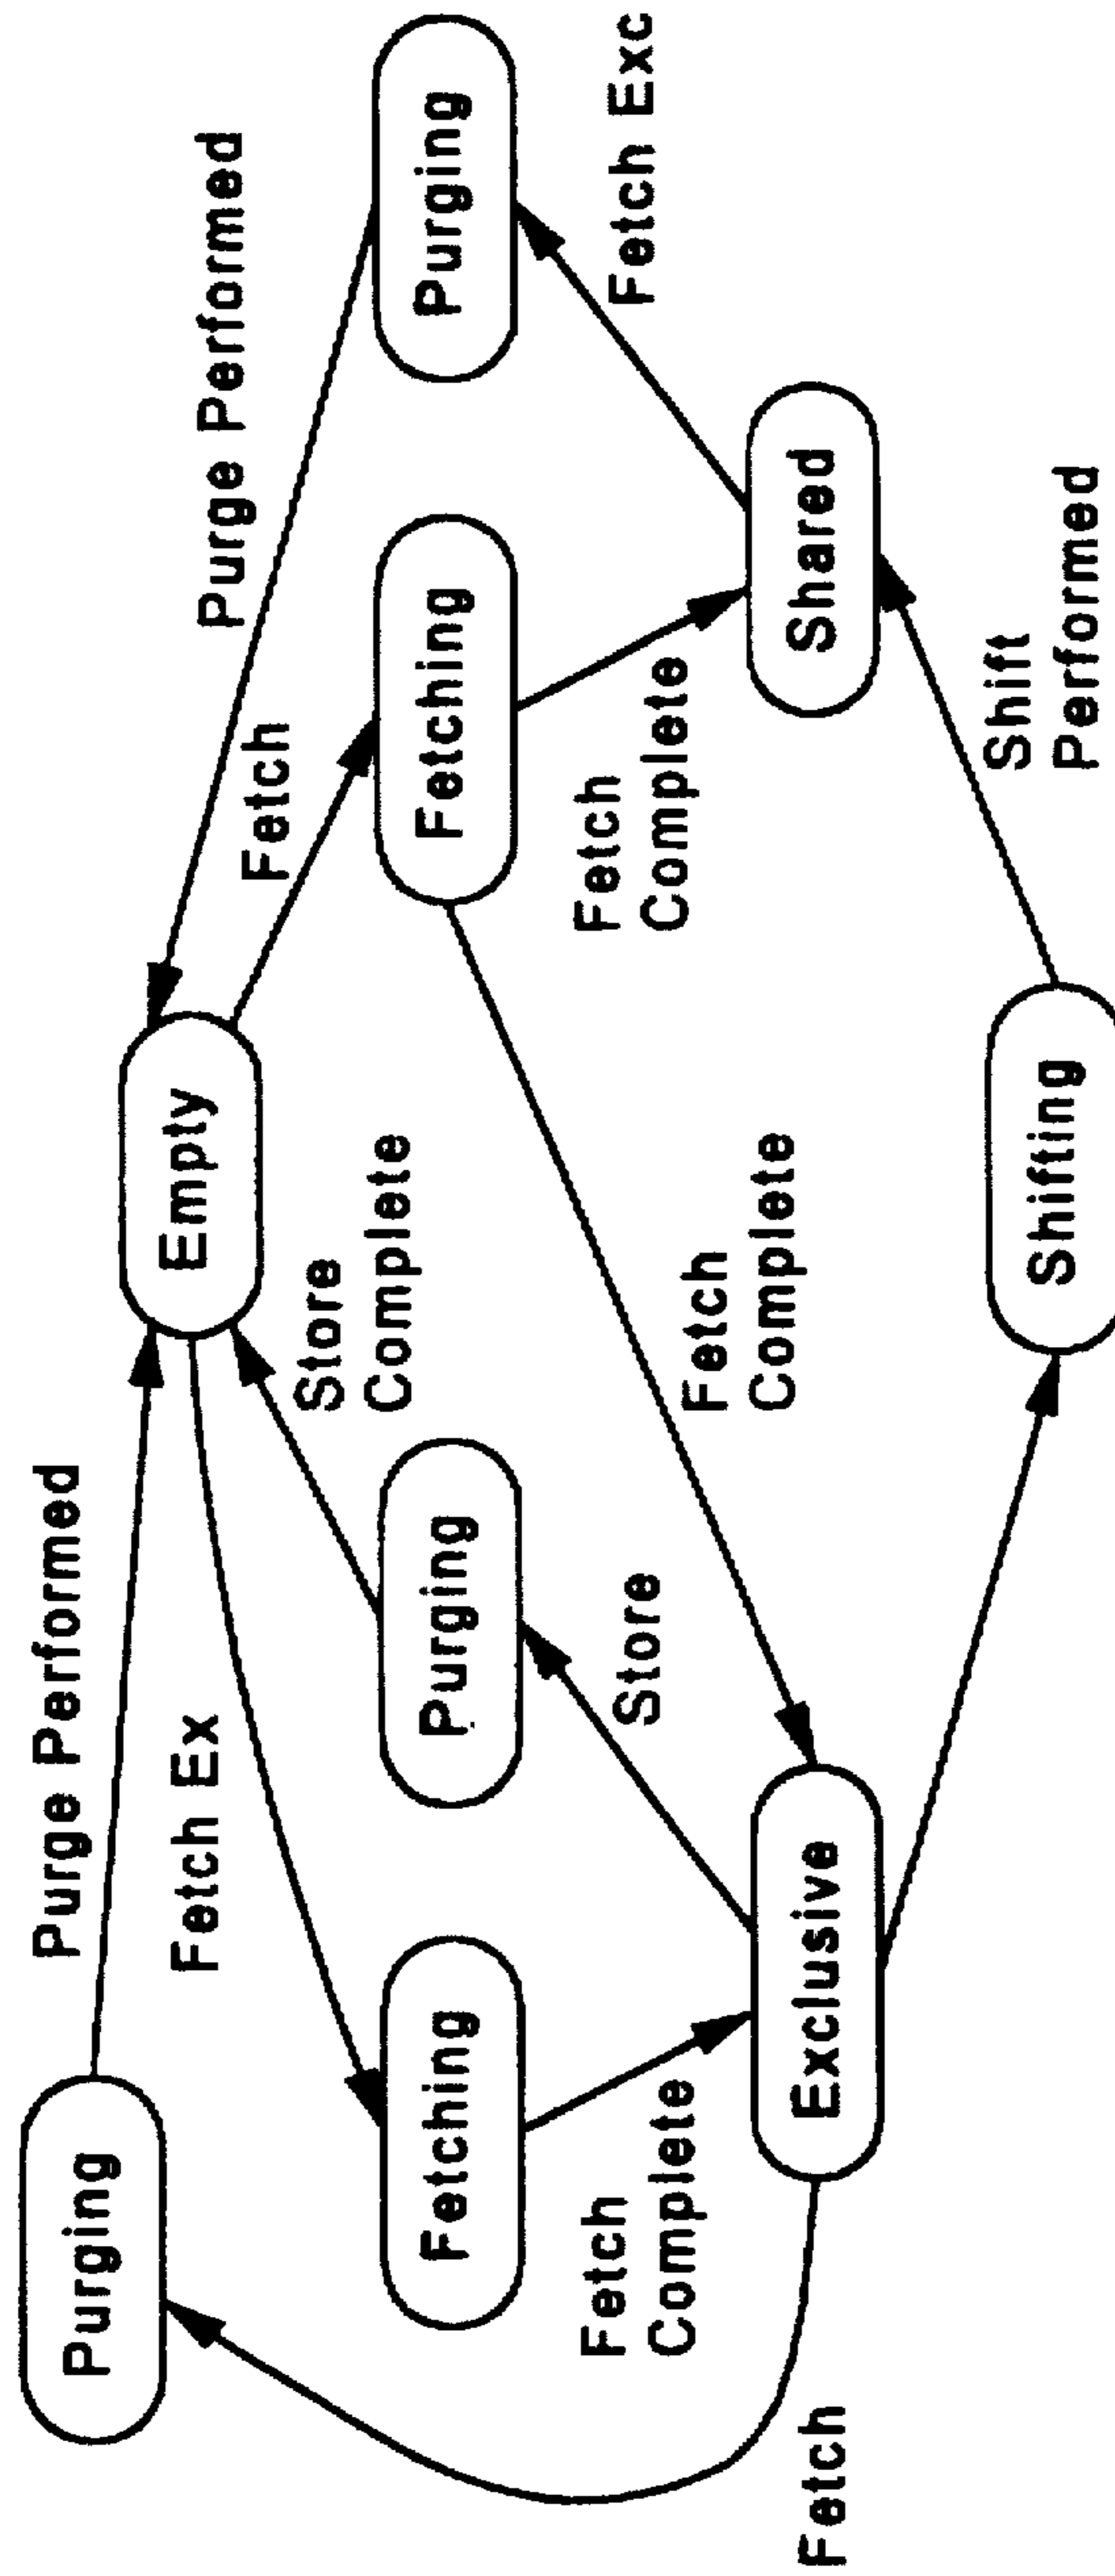 Purging
Purge Performed
Fetch Ex
Empty
Purge Performed
Fetch
Fetching
Purging
Store
Complete
Fetching
Purging
Fetch
Complete
Store
Fetch
Complete
Fetch
Complete
Fetch Exc
Fetch
Exclusive
Shared
Shifting
Shift
Performed